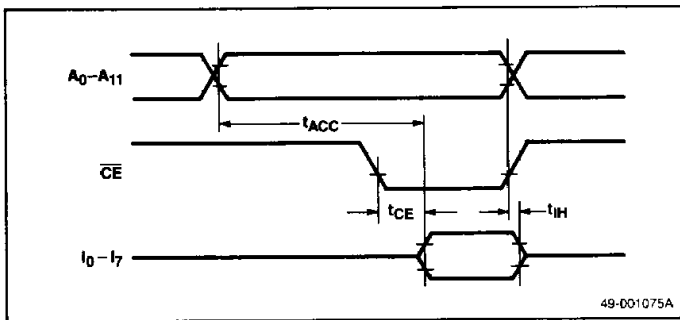 A0–A11
tACC
CE
tCE
tIH
I0–I7
49-001075A